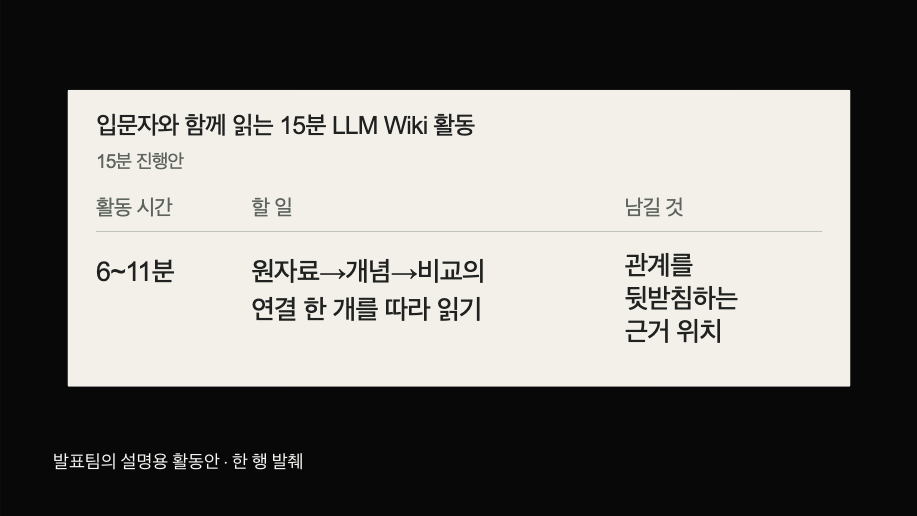 입문자와 함께 읽는 15분 LLM Wiki 활동
15분 진행안
활동 시간 할 일 남길 것
6~11분 원자료→개념→비교의 연결 한 개를 따라 읽기 관계를 뒷받침하는 근거 위치
발표팀의 설명용 활동안 · 한 행 발췌